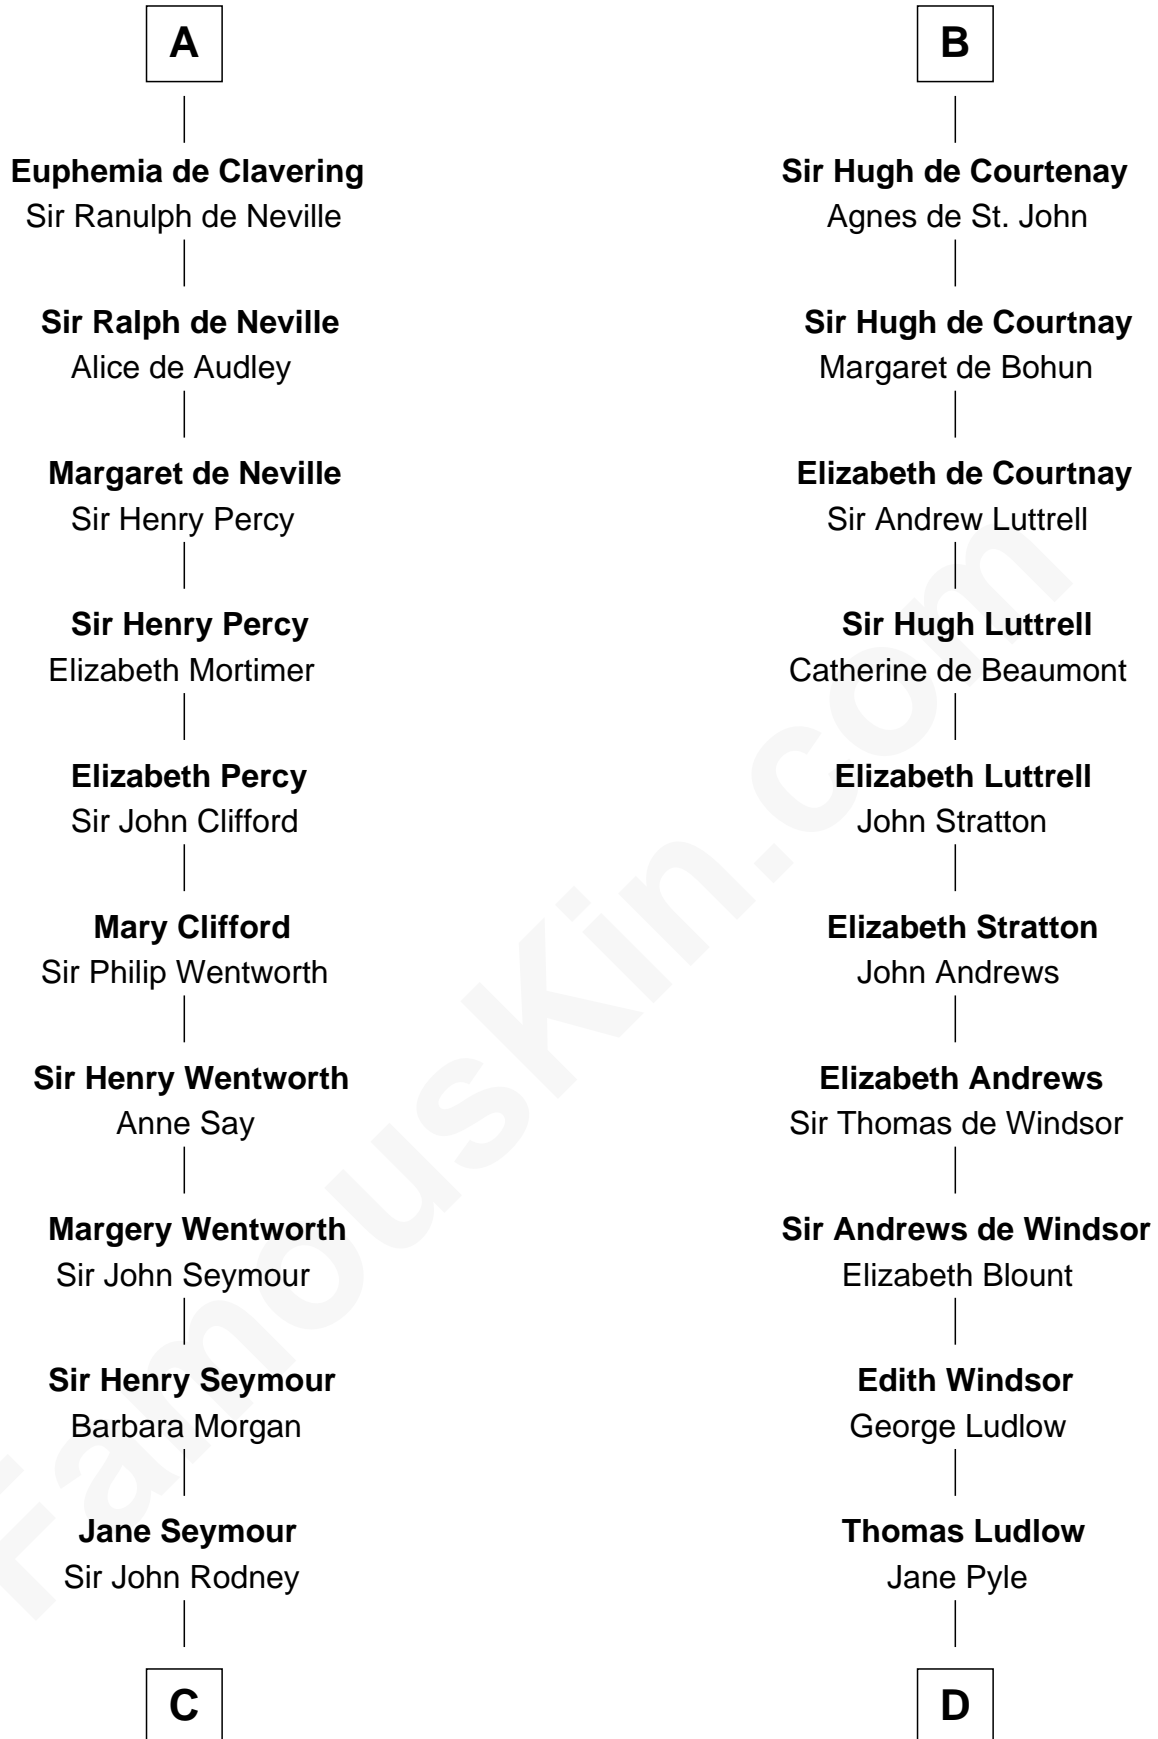 A
Euphemia de Clavering
Sir Ranulph de Neville
Sir Ralph de Neville
Alice de Audley
Margaret de Neville
Sir Henry Percy
Sir Henry Percy
Elizabeth Mortimer
Elizabeth Percy
Sir John Clifford
Mary Clifford
Sir Philip Wentworth
Sir Henry Wentworth
Anne Say
Margery Wentworth
Sir John Seymour
Sir Henry Seymour
Barbara Morgan
Jane Seymour
Sir John Rodney
C
B
Sir Hugh de Courtenay
Agnes de St. John
Sir Hugh de Courtnay
Margaret de Bohun
Elizabeth de Courtnay
Sir Andrew Luttrell
Sir Hugh Luttrell
Catherine de Beaumont
Elizabeth Luttrell
John Stratton
Elizabeth Stratton
John Andrews
Elizabeth Andrews
Sir Thomas de Windsor
Sir Andrews de Windsor
Elizabeth Blount
Edith Windsor
George Ludlow
Thomas Ludlow
Jane Pyle
D
FamousKin.com